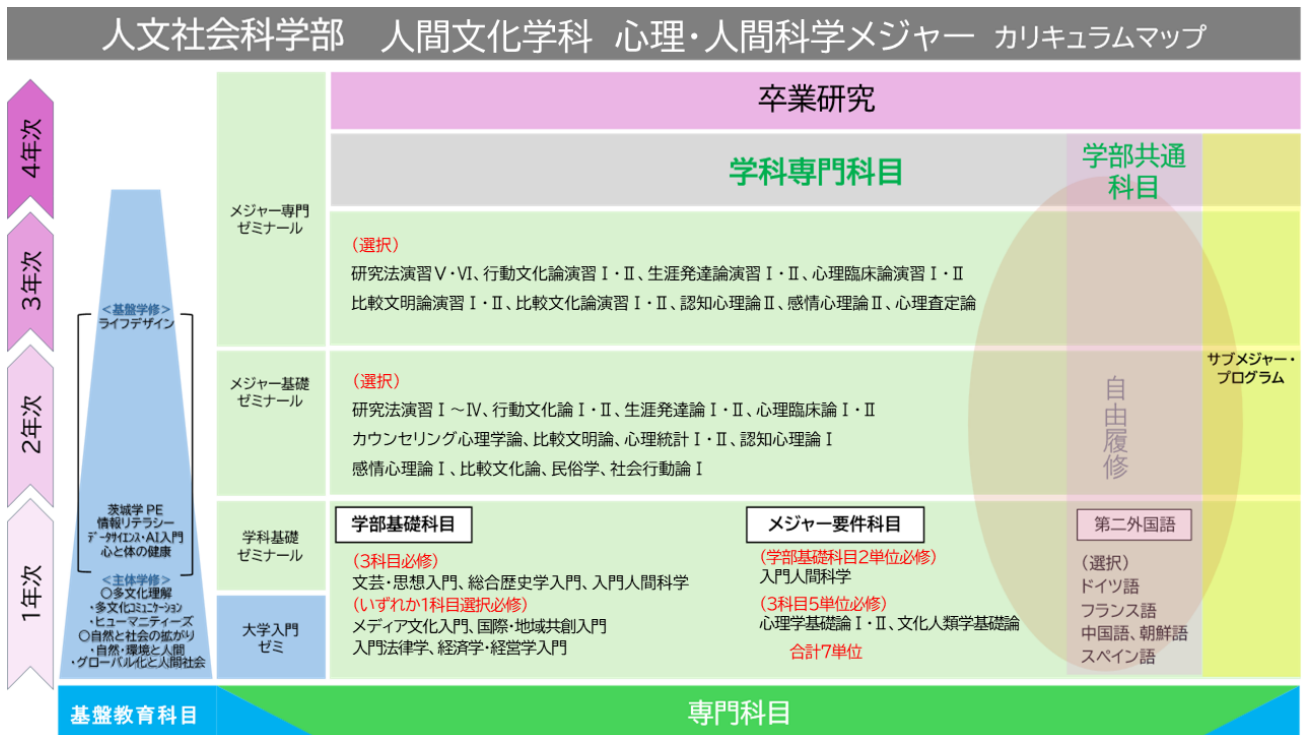 人文社会科学部 人間文化学科 心理・人間科学メジャー カリキュラムマップ
4年次
3年次
2年次
1年次
<基盤学修>
ライフデザイン
茨城学 PE
情報リテラシー
データサイエンス・AI入門
心と体の健康
<主体学修>
〇多文化理解
・多文化コミュニケーション
・ヒューマニティーズ
〇自然と社会の拡がり
・自然・環境と人間
・グローバル化と人間社会
基盤教育科目
メジャー専門
ゼミナール
メジャー基礎
ゼミナール
学科基礎
ゼミナール
大学入門
ゼミ
卒業研究
学科専門科目
学部共通
科目
(選択)
研究法演習Ⅴ・Ⅵ、行動文化論演習Ⅰ・Ⅱ、生涯発達論演習Ⅰ・Ⅱ、心理臨床論演習Ⅰ・Ⅱ
比較文明論演習Ⅰ・Ⅱ、比較文化論演習Ⅰ・Ⅱ、認知心理論Ⅱ、感情心理論Ⅱ、心理査定論
(選択)
研究法演習Ⅰ～Ⅳ、行動文化論Ⅰ・Ⅱ、生涯発達論Ⅰ・Ⅱ、心理臨床論Ⅰ・Ⅱ
カウンセリング心理学論、比較文明論、心理統計Ⅰ・Ⅱ、認知心理論Ⅰ
感情心理論Ⅰ、比較文化論、民俗学、社会行動論Ⅰ
自由履修
サブメジャー・
プログラム
学部基礎科目
(3科目必修)
文芸・思想入門、総合歴史学入門、入門人間科学
(いずれか1科目選択必修)
メディア文化入門、国際・地域共創入門
入門法律学、経済学・経営学入門
メジャー要件科目
(学部基礎科目2単位必修)
入門人間科学
(3科目5単位必修)
心理学基礎論Ⅰ・Ⅱ、文化人類学基礎論
合計7単位
第二外国語
(選択)
ドイツ語
フランス語
中国語、朝鮮語
スペイン語
専門科目